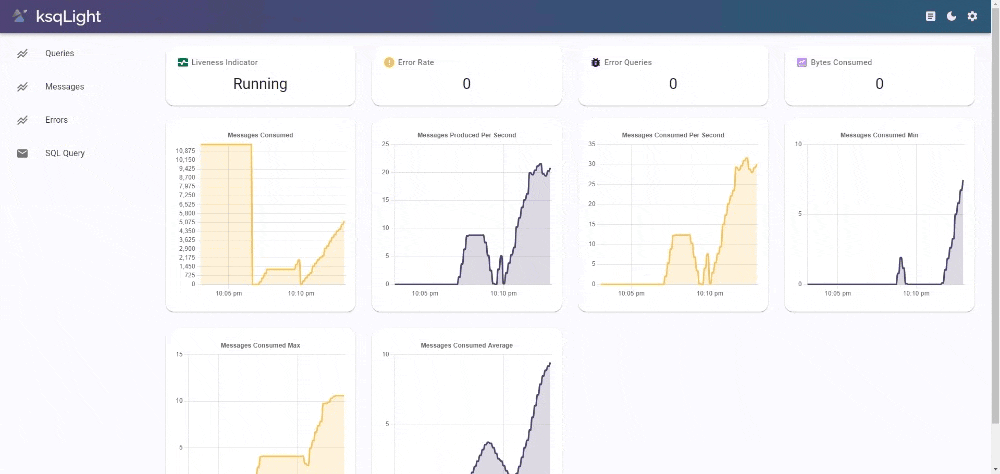 ksqLight
Queries
Messages
Errors
SQL Query
Liveness Indicator
Running
Error Rate
0
Error Queries
0
Bytes Consumed
0
Messages Consumed
10,875
10,150
9,425
8,700
7,975
7,250
6,525
5,800
5,075
4,350
3,625
2,900
2,175
1,450
725
0
10:05 pm 10:10 pm
Messages Produced Per Second
25
20
15
10
5
0
10:05 pm 10:10 pm
Messages Consumed Per Second
35
30
25
20
15
10
5
0
10:05 pm 10:10 pm
Messages Consumed Min
10
5
0
10:05 pm 10:10 pm
Messages Consumed Max
15
10
5
Messages Consumed Average
10
5